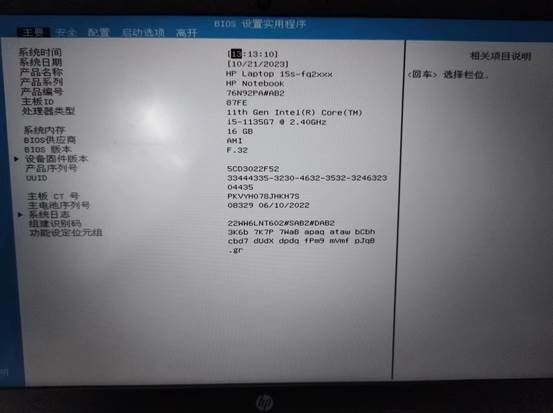 BIOS 设置实用程序
主要 安全 配置 启动选项 离开
系统时间 [13:13:10]
系统日期 [10/21/2023]
产品名称 HP Laptop 15s-fq2xxx
产品系列 HP Notebook
产品编号 76N92PA#AB2
主板ID 87FE
处理器类型 11th Gen Intel(R) Core(TM)
i5-1135G7 @ 2.40GHz
系统内存 16 GB
BIOS供应商 AMI
BIOS 版本 F.32
设备固件版本
产品序列号 5CD3022F52
UUID 33444335-3230-4632-3532-3246323
04435
主板 CT 号 PKVYH078JHKH7S
主电池序列号 08329 06/10/2022
系统日志
组建识别码 22WW6LNT602#SAB2#DAB2
功能设定位元组 3K6b 7K7P 7WaB apaq ataw bCbh
cbd7 dUdX dpdq fPm9 mVmf pJqB
.gr
相关项目说明
<回车> 选择栏位.
明
hp